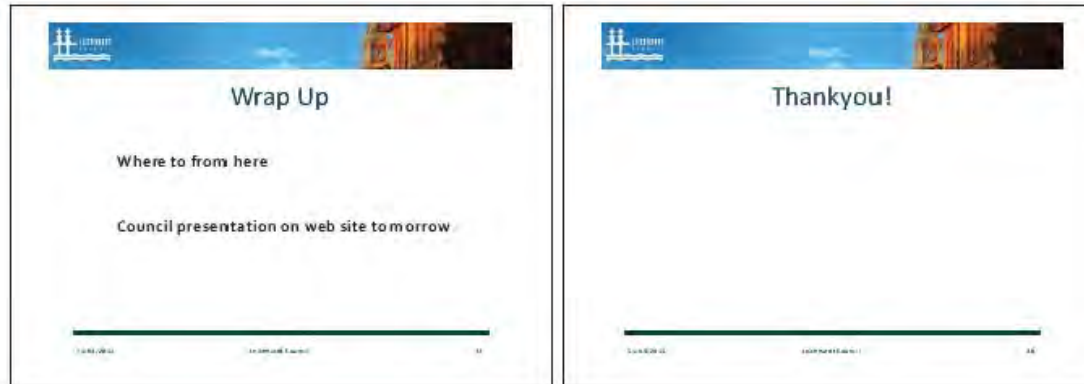 Wrap Up
Where to from here
Council presentation on web site tomorrow
Thankyou!